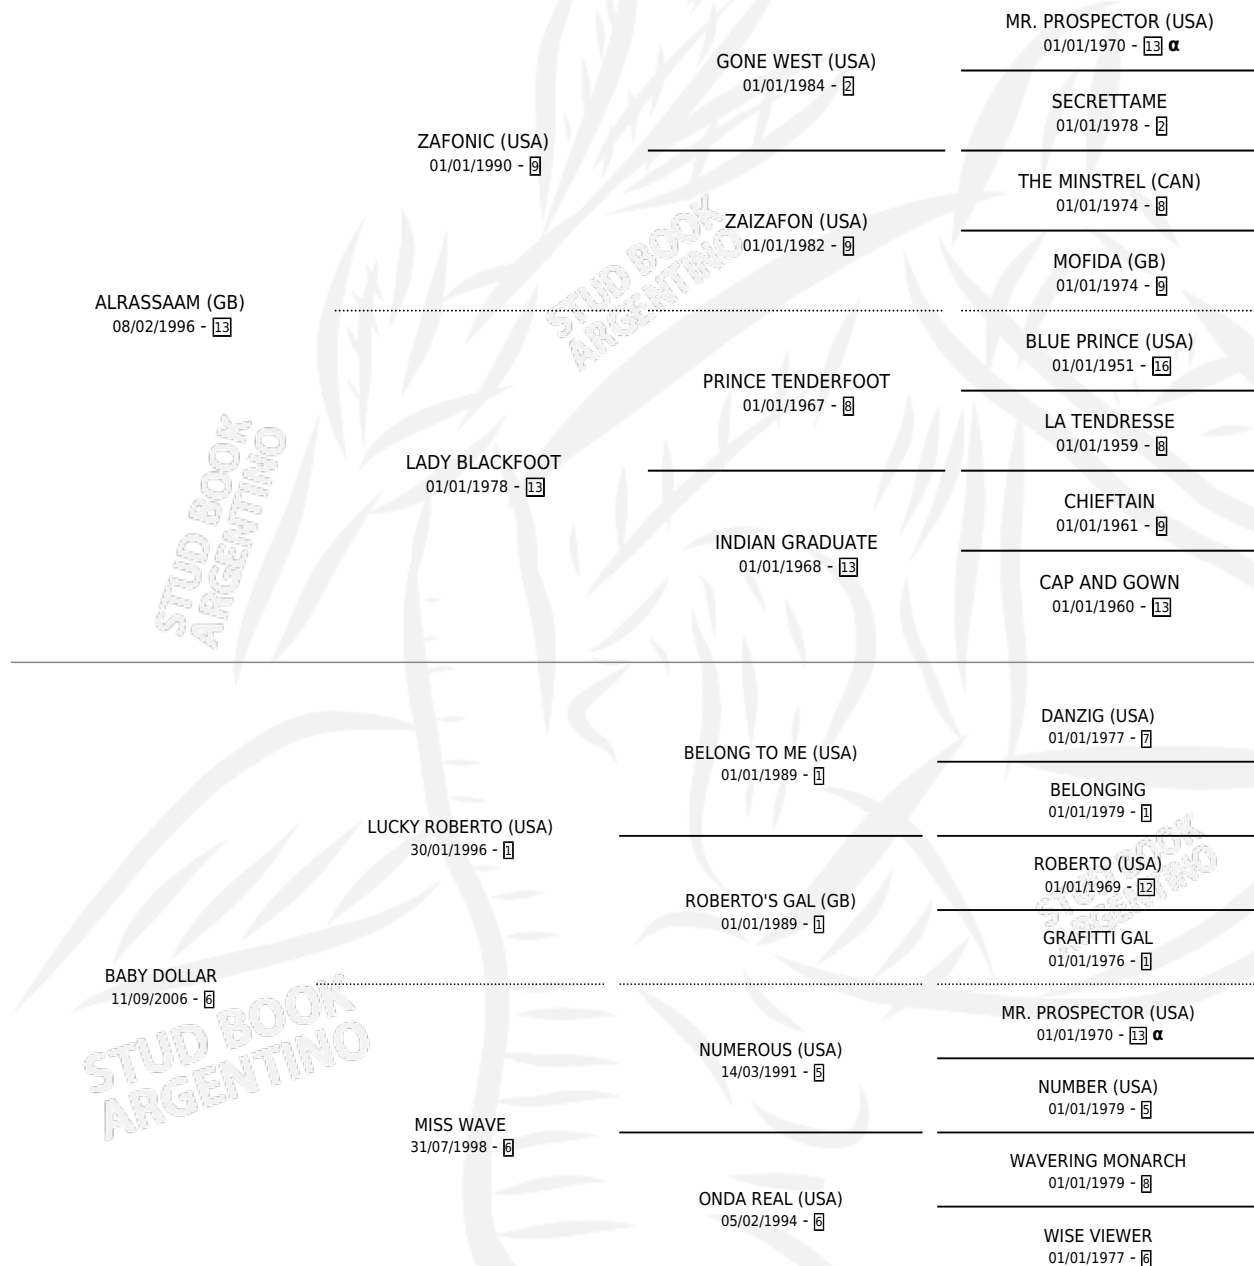 MR. PROSPECTOR (USA)
01/01/1970 - 13 α
GONE WEST (USA)
01/01/1984 - 2
SECRETTAME
01/01/1978 - 2
ZAFONIC (USA)
01/01/1990 - 9
THE MINSTREL (CAN)
01/01/1974 - 8
ZAIZAFON (USA)
01/01/1982 - 9
MOFIDA (GB)
01/01/1974 - 9
ALRASSAAM (GB)
08/02/1996 - 13
BLUE PRINCE (USA)
01/01/1951 - 16
PRINCE TENDERFOOT
01/01/1967 - 8
LA TENDRESSE
01/01/1959 - 8
LADY BLACKFOOT
01/01/1978 - 13
CHIEFTAIN
01/01/1961 - 9
INDIAN GRADUATE
01/01/1968 - 13
CAP AND GOWN
01/01/1960 - 13
DANZIG (USA)
01/01/1977 - 7
BELONG TO ME (USA)
01/01/1989 - 1
BELONGING
01/01/1979 - 1
LUCKY ROBERTO (USA)
30/01/1996 - 1
ROBERTO (USA)
01/01/1969 - 12
ROBERTO'S GAL (GB)
01/01/1989 - 1
GRAFITTI GAL
01/01/1976 - 1
BABY DOLLAR
11/09/2006 - 6
MR. PROSPECTOR (USA)
01/01/1970 - 13 α
NUMEROUS (USA)
14/03/1991 - 5
NUMBER (USA)
01/01/1979 - 5
MISS WAVE
31/07/1998 - 6
WAVERING MONARCH
01/01/1979 - 8
ONDA REAL (USA)
05/02/1994 - 6
WISE VIEWER
01/01/1977 - 6
STUD BOOK
ARGENTINO
STUD BOOK
ARGENTINO
STUD BOOK
ARGENTINO
STUD BOOK
ARGENTINO